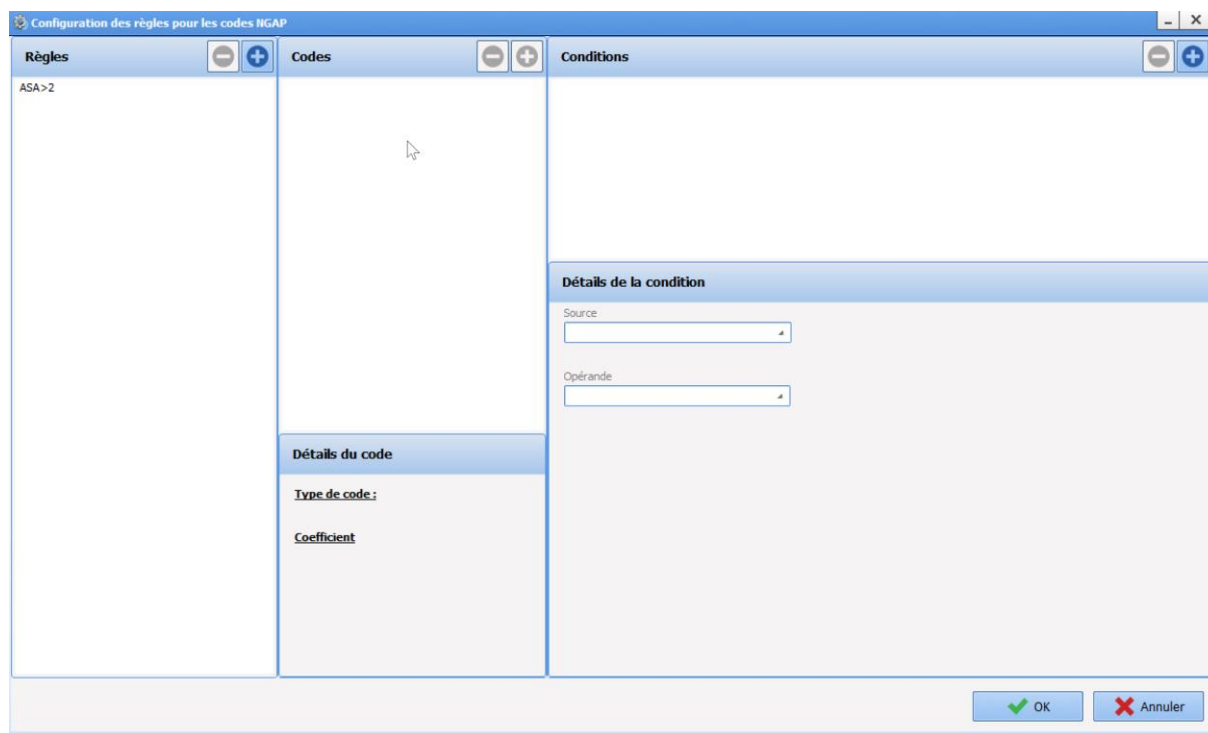 Configuration des règles pour les codes NGAP
Règles
Codes
Conditions
ASA>2
Détails de la condition
Source
Opérande
Détails du code
Type de code :
Coefficient
OK
Annuler